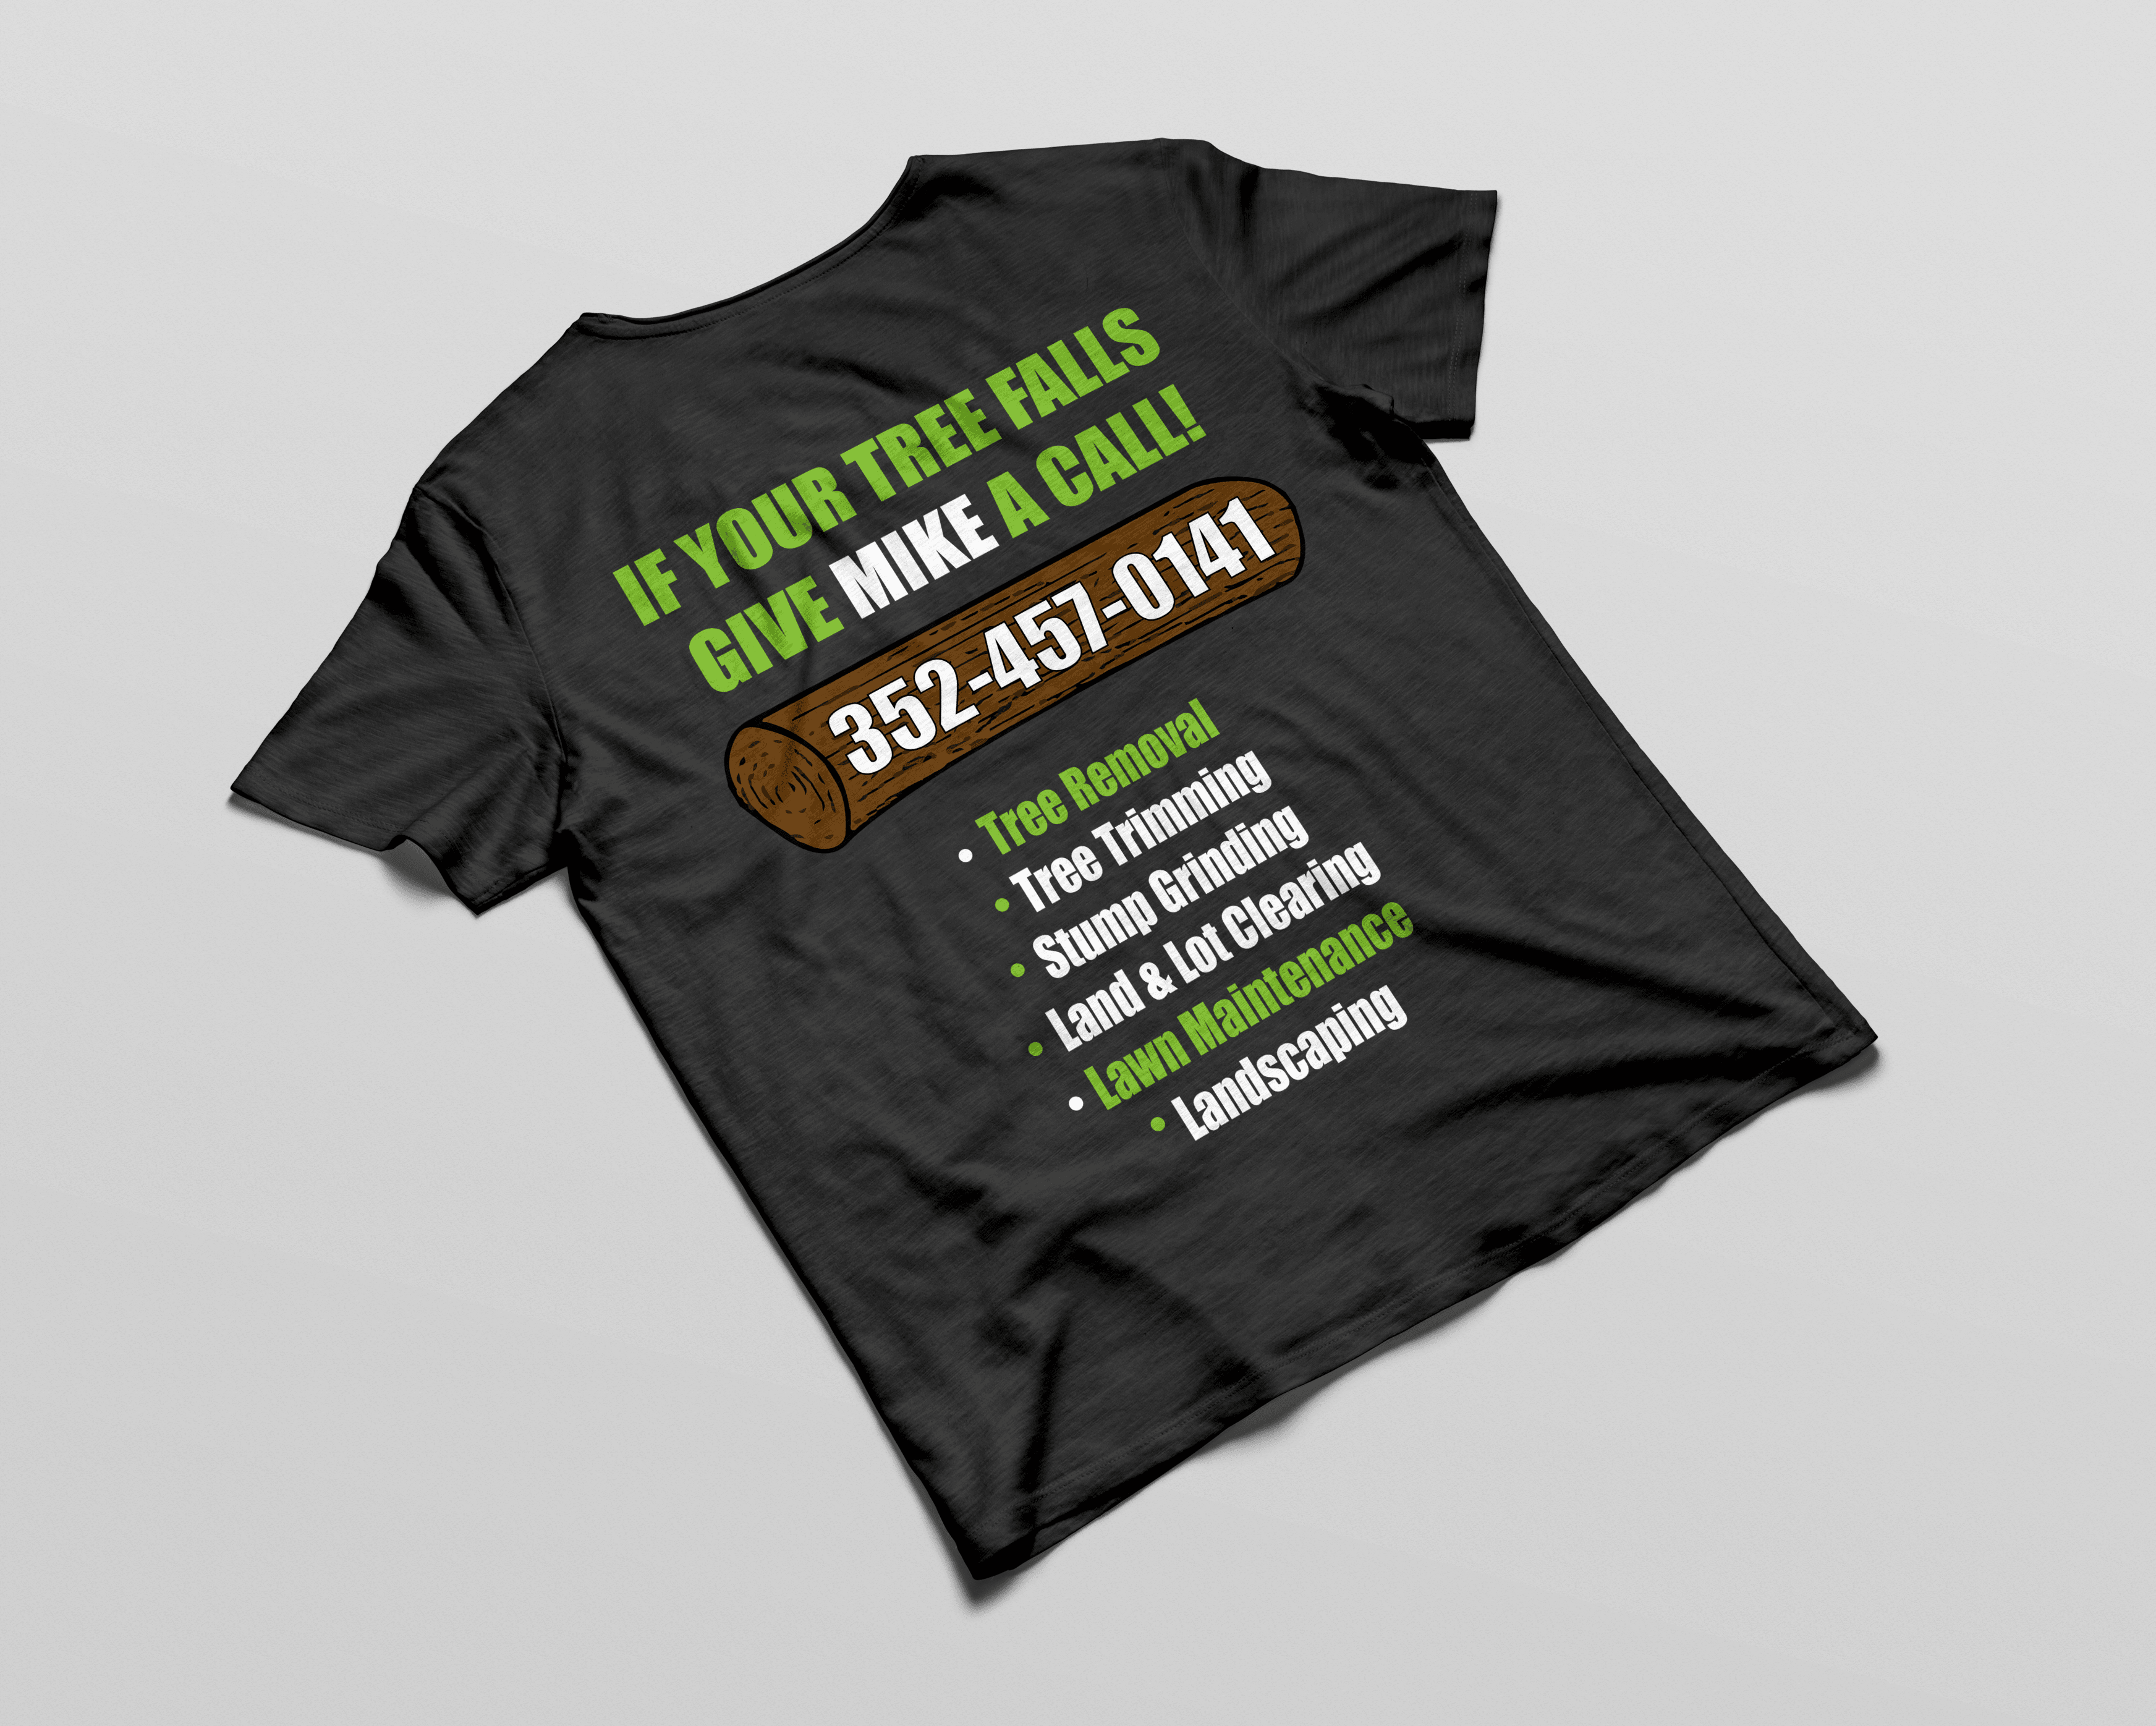 IF YOUR TREE FALLS
GIVE MIKE A CALL!
352-457-0141
• Tree Removal
• Tree Trimming
• Stump Grinding
• Land & Lot Clearing
• Lawn Maintenance
• Landscaping